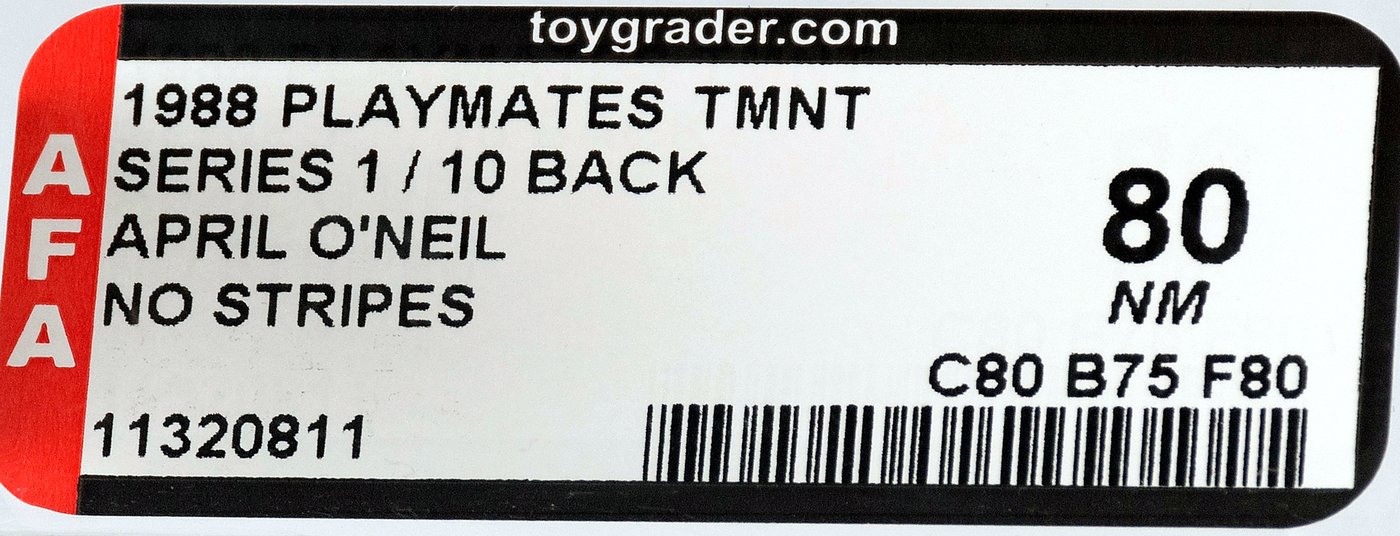 toygrader.com
AFA
1988 PLAYMATES TMNT
SERIES 1 / 10 BACK
APRIL O'NEIL
NO STRIPES
80
NM
C80 B75 F80
11320811